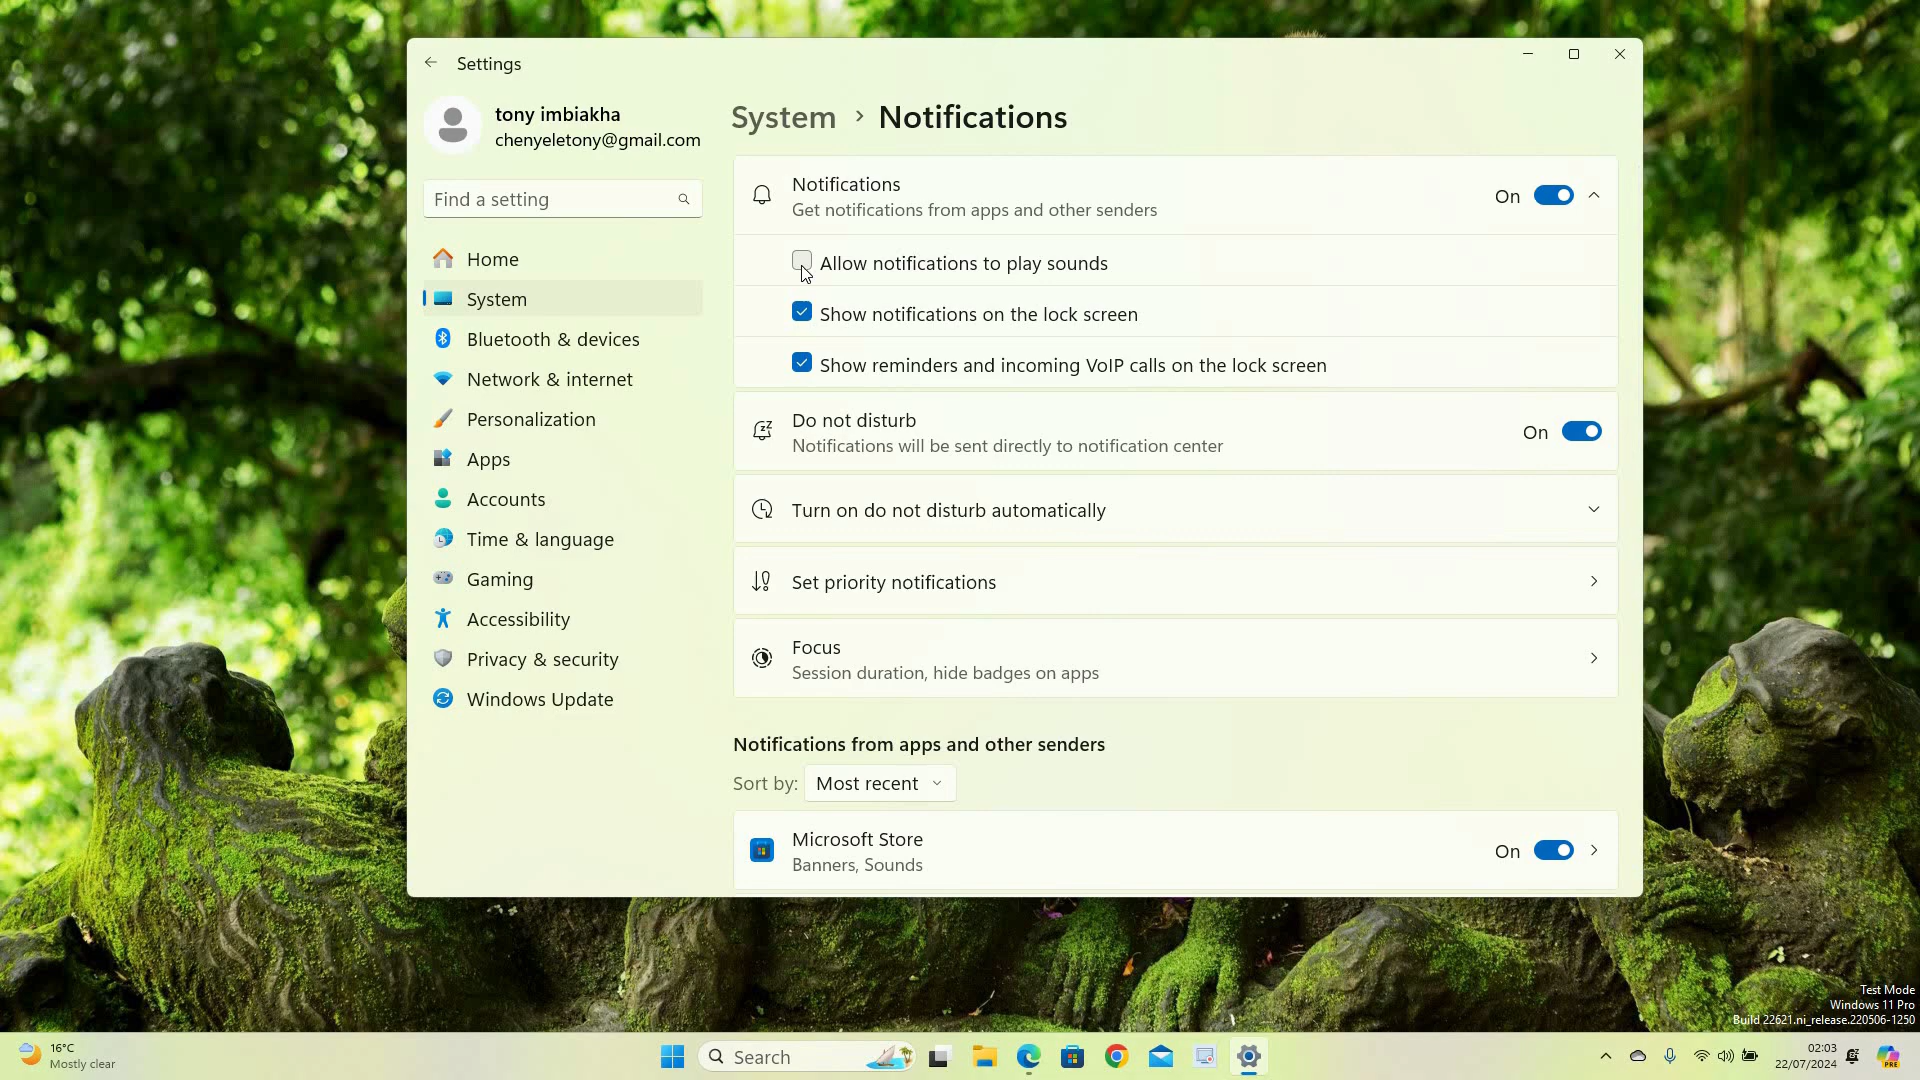 Settings
tony imbiakha
chenyeletony@gmail.com
Find a setting
Home
System
Bluetooth & devices
Network & internet
Personalization
Apps
Accounts
Time & language
Gaming
Accessibility
Privacy & security
Windows Update
System > Notifications
Notifications
Get notifications from apps and other senders
On
Allow notifications to play sounds
Show notifications on the lock screen
Show reminders and incoming VoIP calls on the lock screen
Do not disturb
Notifications will be sent directly to notification center
On
Turn on do not disturb automatically
Set priority notifications
Focus
Session duration, hide badges on apps
Notifications from apps and other senders
Sort by: Most recent
Microsoft Store
Banners, Sounds
On
Test Mode
Windows 11 Pro
Build 22621.ni_release.220506-1250
16°C
Mostly clear
Search
02:03
22/07/2024
PRE